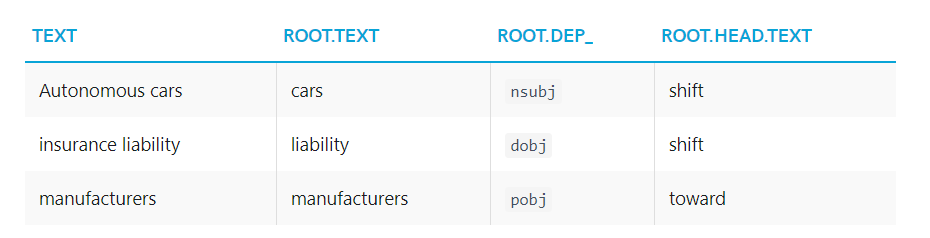 TEXT ROOT.TEXT ROOT.DEP_ ROOT.HEAD.TEXT
Autonomous cars cars nsubj shift
insurance liability liability dobj shift
manufacturers manufacturers pobj toward